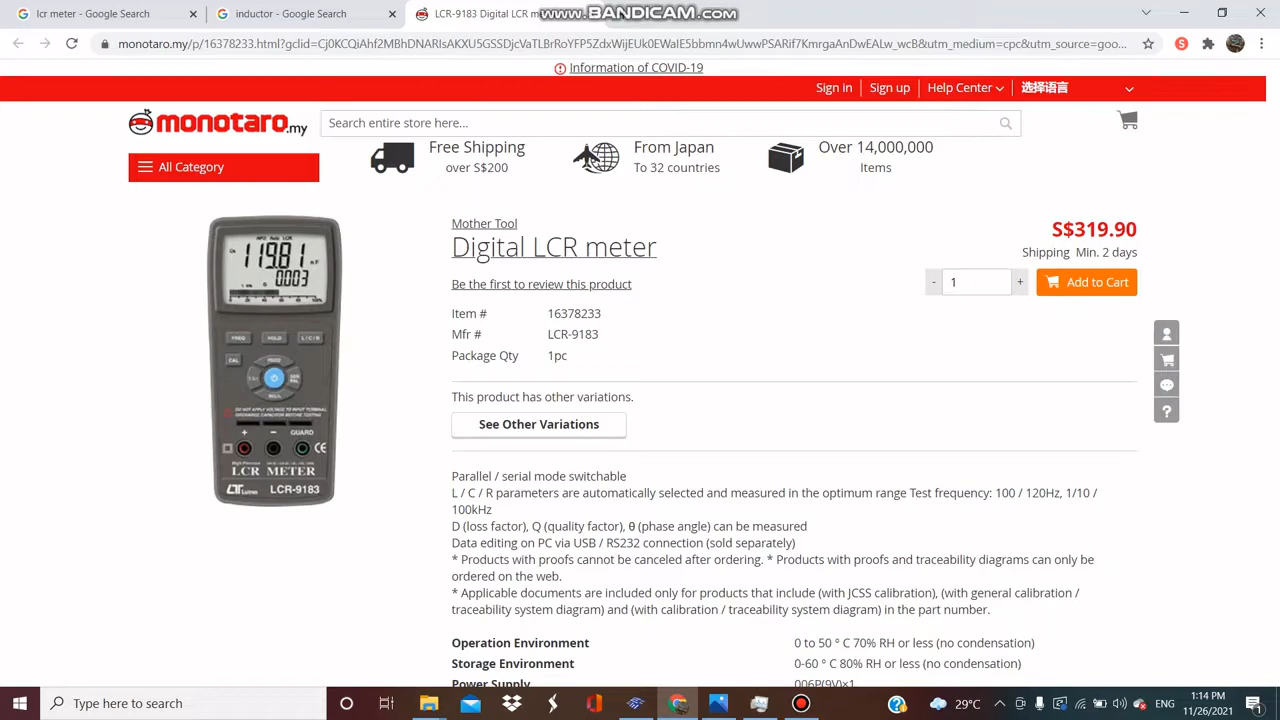 lcr meter - Google Search
inductor - Google Search
LCR-9183 Digital LCR m
www.BANDICAM.com
monotaro.my/p/16378233.html?gclid=Cj0KCQiAhf2MBhDNARIsAKXU5GSSDjcVaTLBrRoYFP5ZdxWijEUk0EWaIE5bbmn4wUwwPSARif7KmrgaAnDwEALw_wcB&utm_medium=cpc&utm_source=goo...
Information of COVID-19
Sign in
Sign up
Help Center
选择语言
monotaro.my
Search entire store here...
All Category
Free Shipping
over S$200
From Japan
To 32 countries
Over 14,000,000
Items
Mother Tool
Digital LCR meter
Be the first to review this product
Item # 16378233
Mfr # LCR-9183
Package Qty 1pc
S$319.90
Shipping Min. 2 days
- 1 +
Add to Cart
This product has other variations.
See Other Variations
119.81
0.003
FREQ HOLD L/C/R
CAL
+ - GUARD
LCR METER
LCR-9183
Parallel / serial mode switchable
L / C / R parameters are automatically selected and measured in the optimum range Test frequency: 100 / 120Hz, 1/10 /
100kHz
D (loss factor), Q (quality factor), θ (phase angle) can be measured
Data editing on PC via USB / RS232 connection (sold separately)
* Products with proofs cannot be canceled after ordering. * Products with proofs and traceability diagrams can only be
ordered on the web.
* Applicable documents are included only for products that include (with JCSS calibration), (with general calibration /
traceability system diagram) and (with calibration / traceability system diagram) in the part number.
Operation Environment 0 to 50 ° C 70% RH or less (no condensation)
Storage Environment 0-60 ° C 80% RH or less (no condensation)
Power Supply 006P(9V)×1
Type here to search
29°C
1:14 PM
11/26/2021